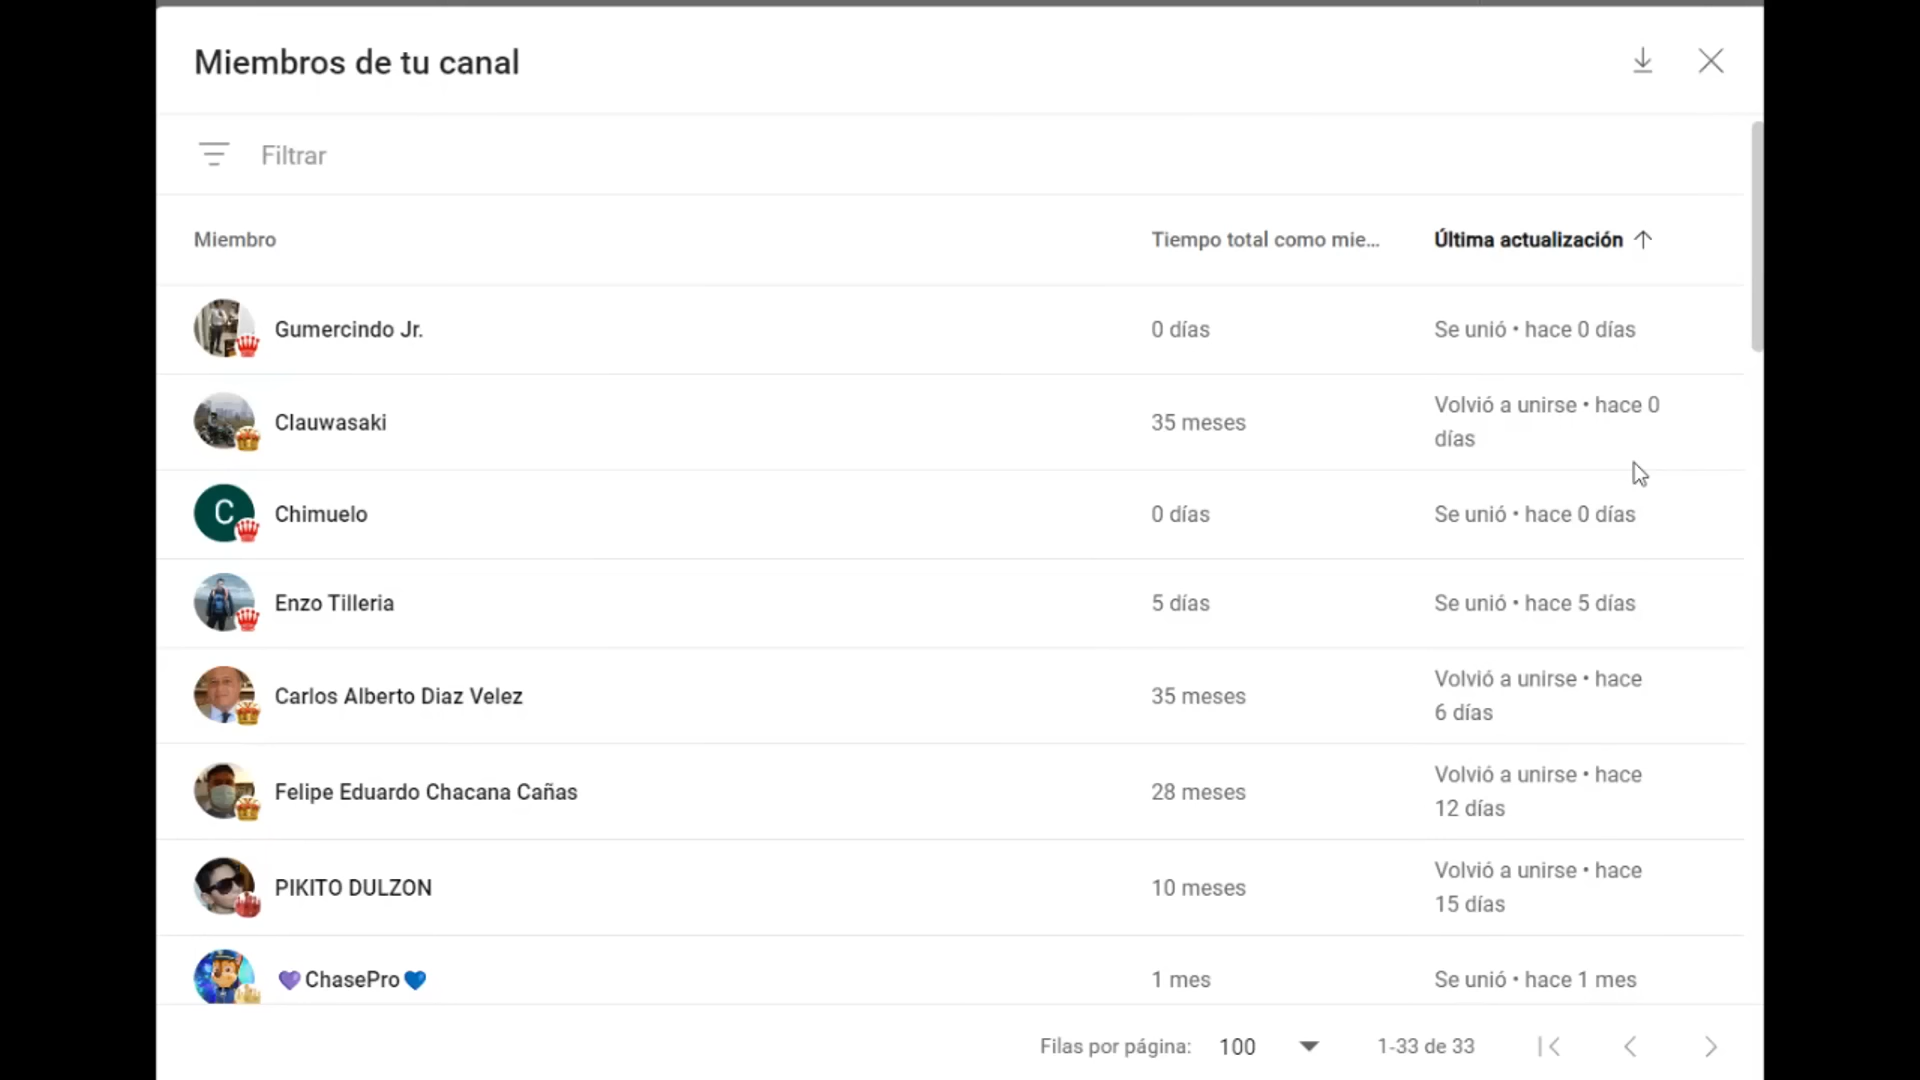 Miembros de tu canal
Filtrar
Miembro Tiempo total como mie... Última actualización
Gumercindo Jr. 0 días Se unió • hace 0 días
Clauwasaki 35 meses Volvió a unirse • hace 0
días
C Chimuelo 0 días Se unió • hace 0 días
Enzo Tilleria 5 días Se unió • hace 5 días
Carlos Alberto Diaz Velez 35 meses Volvió a unirse • hace
6 días
Felipe Eduardo Chacana Cañas 28 meses Volvió a unirse • hace
12 días
PIKITO DULZON 10 meses Volvió a unirse • hace
15 días
💜ChasePro💙 1 mes Se unió • hace 1 mes
Filas por página: 100 1-33 de 33